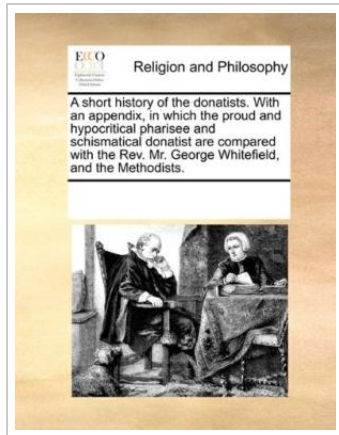 ECCO
Religion and Philosophy
A short history of the donatists. With
an appendix, in which the proud and
hypocritical pharisee and
schismatical donatist are compared
with the Rev. Mr. George Whitefield,
and the Methodists.